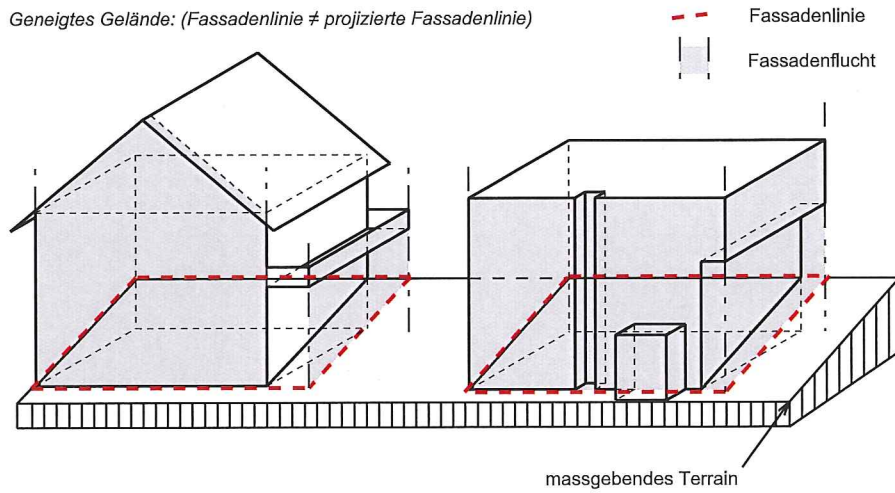 Geneigtes Gelände: (Fassadenlinie ≠ projizierte Fassadenlinie)
Fassadenlinie
Fassadenflucht
massgebendes Terrain